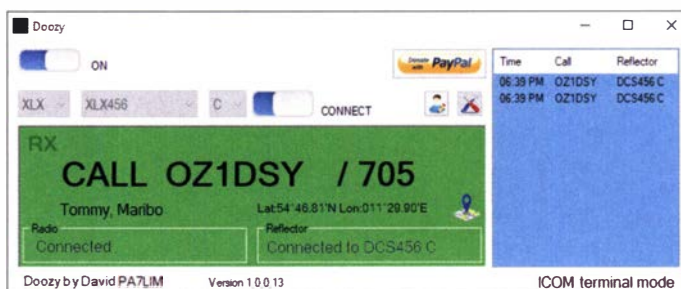 Doozy
ON
Donate with PayPal
XLX XLX456 C CONNECT
RX
CALL OZ1DSY / 705
Tommy, Maribo Lat:54°46.81'N Lon:011°29.90'E
Radio
Connected
Reflector
Connected to DCS456 C
Time Call Reflector
06:39 PM OZ1DSY DCS456 C
06:39 PM OZ1DSY DCS456 C
Doozy by David PA7LIM Version 1.0.0.13 ICOM terminal mode